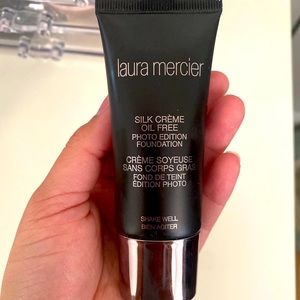 laura mercier
SILK CRÈME
OIL FREE
PHOTO EDITION
FOUNDATION
CRÈME SOYEUSE
SANS CORPS GRAS
FOND DE TEINT
ÉDITION PHOTO
SHAKE WELL
BIEN AGITER